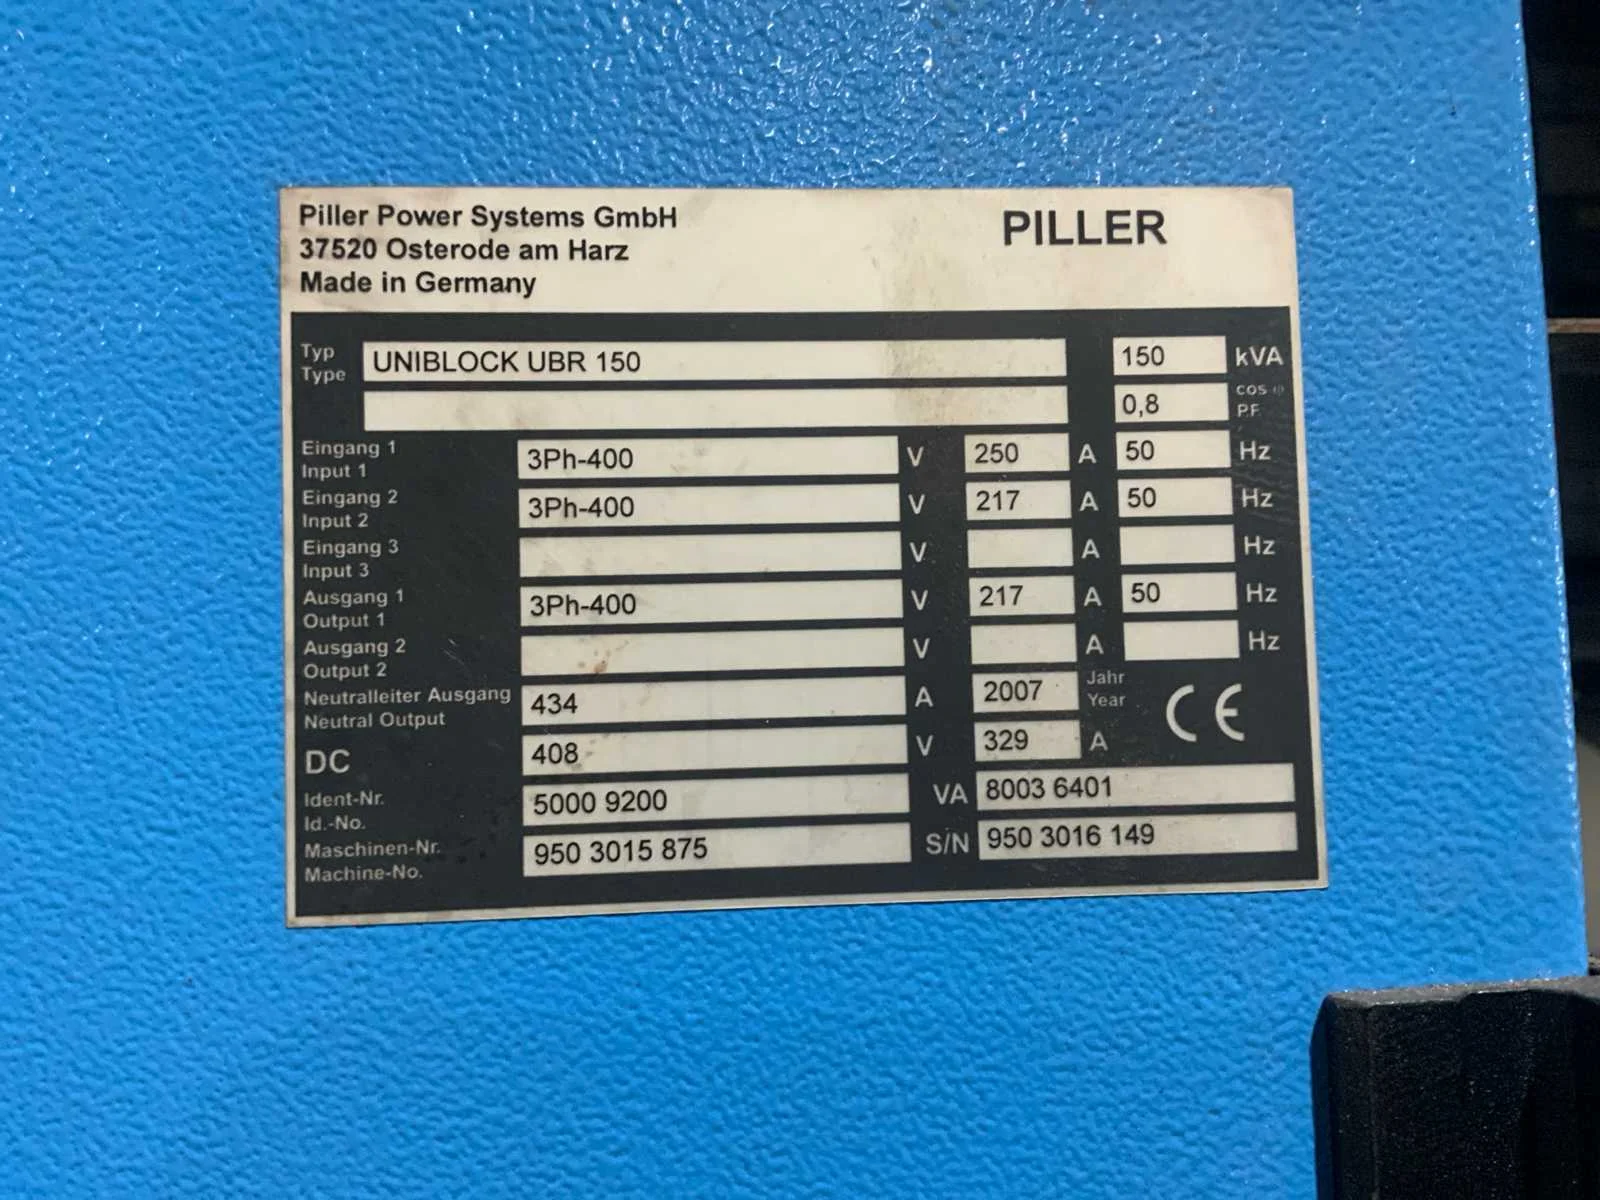 Piller Power Systems GmbH
PILLER
37520 Osterode am Harz
Made in Germany
Typ
Type
UNIBLOCK UBR 150
150 kVA
0,8
cos φ
P.F.
Eingang 1
Input 1
3Ph-400 V 250 A 50 Hz
Eingang 2
Input 2
3Ph-400 V 217 A 50 Hz
Eingang 3
Input 3
V A Hz
Ausgang 1
Output 1
3Ph-400 V 217 A 50 Hz
Ausgang 2
Output 2
V A Hz
Neutralleiter Ausgang
Neutral Output
434 A
2007
Jahr
Year
CE
DC 408 V 329 A
Ident-Nr.
Id.-No.
5000 9200
VA 8003 6401
Maschinen-Nr.
Machine-No.
950 3015 875
S/N 950 3016 149